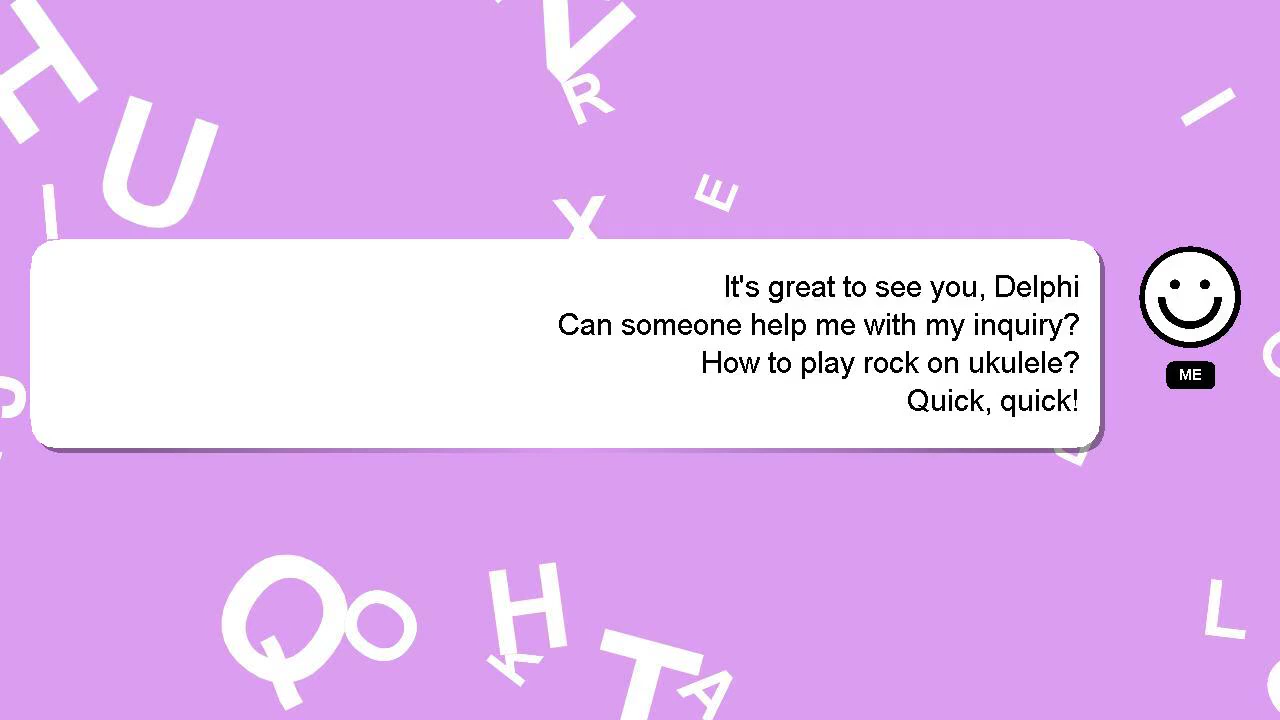 It's great to see you, Delphi
Can someone help me with my inquiry?
How to play rock on ukulele?
Quick, quick!
ME
H
U
I
V
R
E
X
I
Q
O
H
K
T
A
L